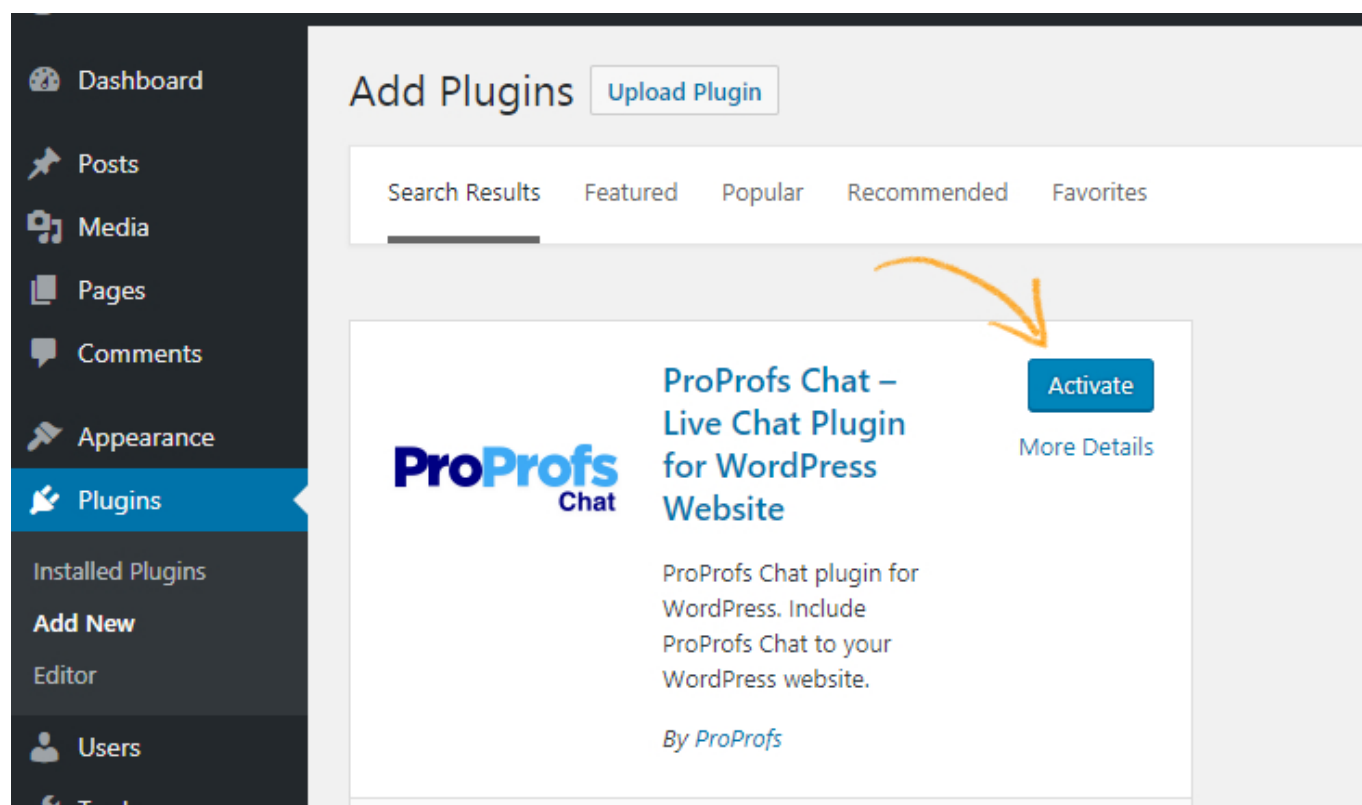 Dashboard
Posts
Media
Pages
Comments
Appearance
Plugins
Installed Plugins
Add New
Editor
Users
Add Plugins
Upload Plugin
Search Results Featured Popular Recommended Favorites
ProProfs
Chat
ProProfs Chat –
Live Chat Plugin
for WordPress
Website
Activate
More Details
ProProfs Chat plugin for
WordPress. Include
ProProfs Chat to your
WordPress website.
By ProProfs